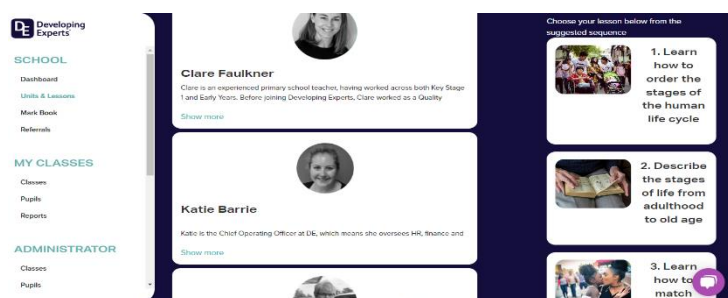 Developing
Experts
SCHOOL
Dashboard
Units & Lessons
Mark Book
Referrals
MY CLASSES
Classes
Pupils
Reports
ADMINISTRATOR
Classes
Pupils
Clare Faulkner
Clare is an experienced primary school teacher, having worked across both Key Stage
1 and Early Years. Before joining Developing Experts, Clare worked as a Quality
Show more
Katie Barrie
Katie is the Chief Operating Officer at DE, which means she oversees HR, finance and
Show more
Choose your lesson below from the
suggested sequence
1. Learn
how to
order the
stages of
the human
life cycle
2. Describe
the stages
of life from
adulthood
to old age
3. Learn
how to
match